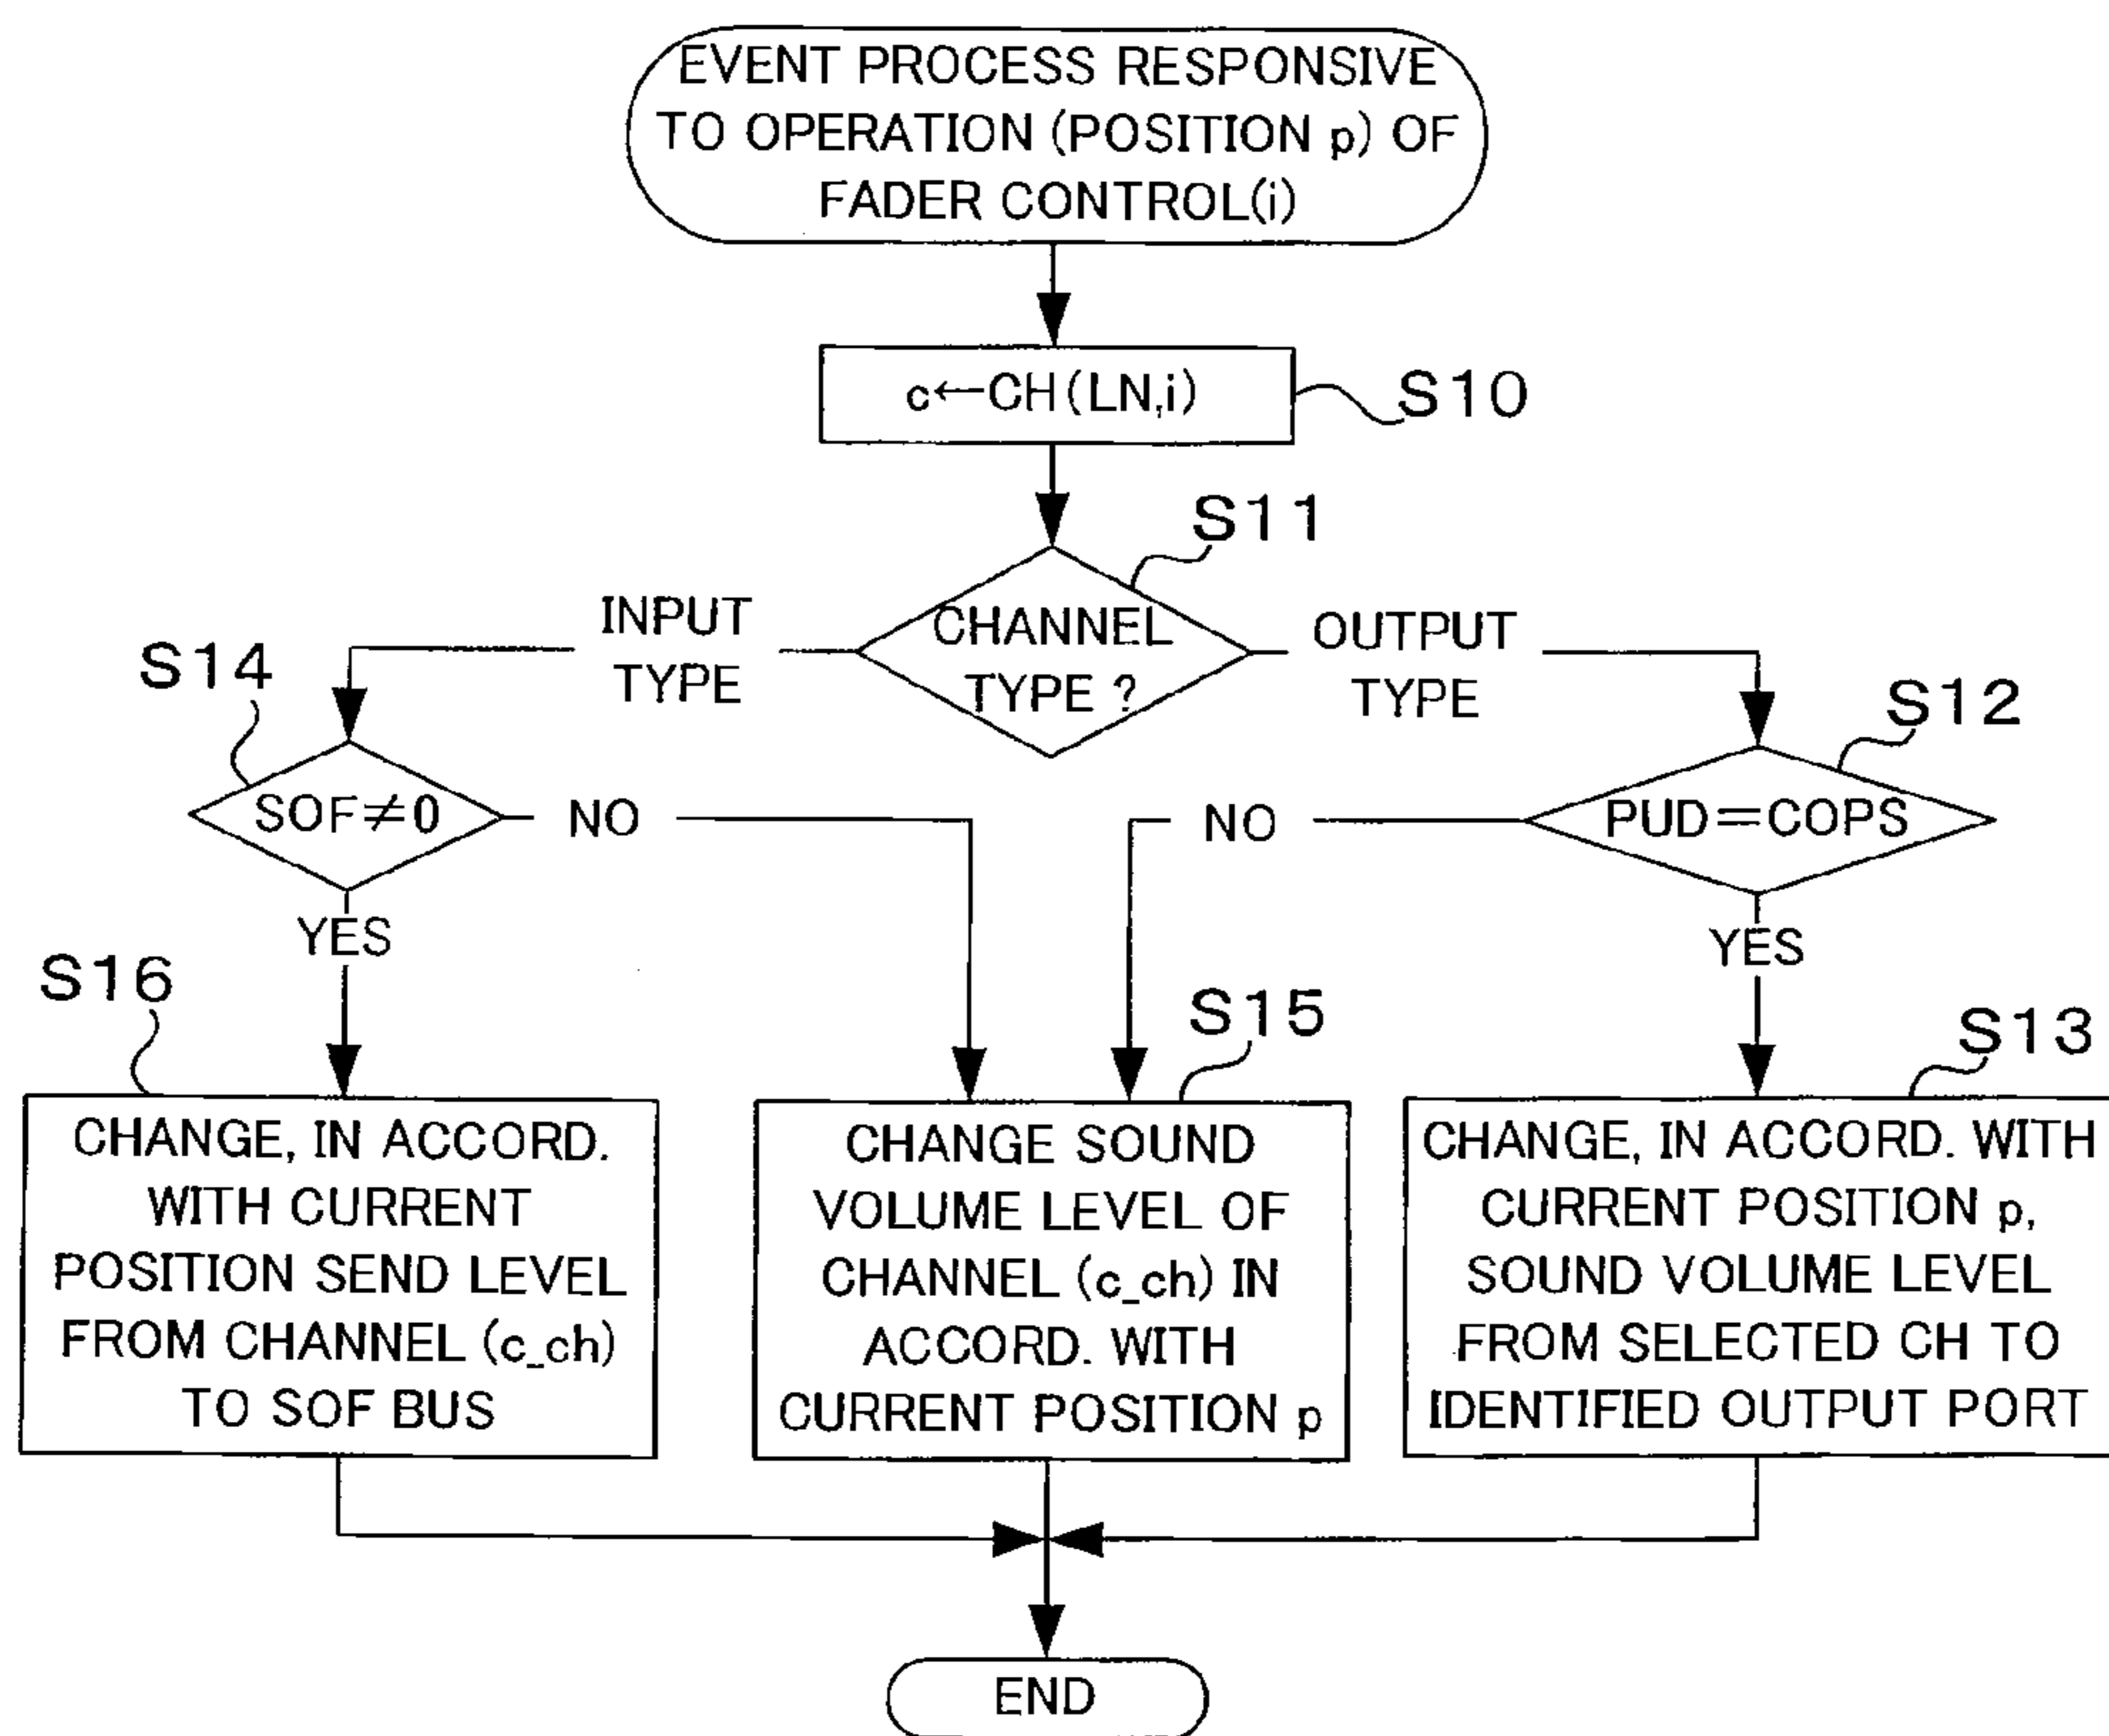 EVENT PROCESS RESPONSIVE
TO OPERATION (POSITION p) OF
FADER CONTROL(i)
c←CH(LN,i)
S10
S11
CHANNEL
TYPE ?
INPUT
TYPE
OUTPUT
TYPE
S14
SOF≠0
NO
YES
S12
PUD=COPS
NO
YES
S16
CHANGE, IN ACCORD.
WITH CURRENT
POSITION SEND LEVEL
FROM CHANNEL (c_ch)
TO SOF BUS
S15
CHANGE SOUND
VOLUME LEVEL OF
CHANNEL (c_ch) IN
ACCORD. WITH
CURRENT POSITION p
S13
CHANGE, IN ACCORD. WITH
CURRENT POSITION p,
SOUND VOLUME LEVEL
FROM SELECTED CH TO
IDENTIFIED OUTPUT PORT
END